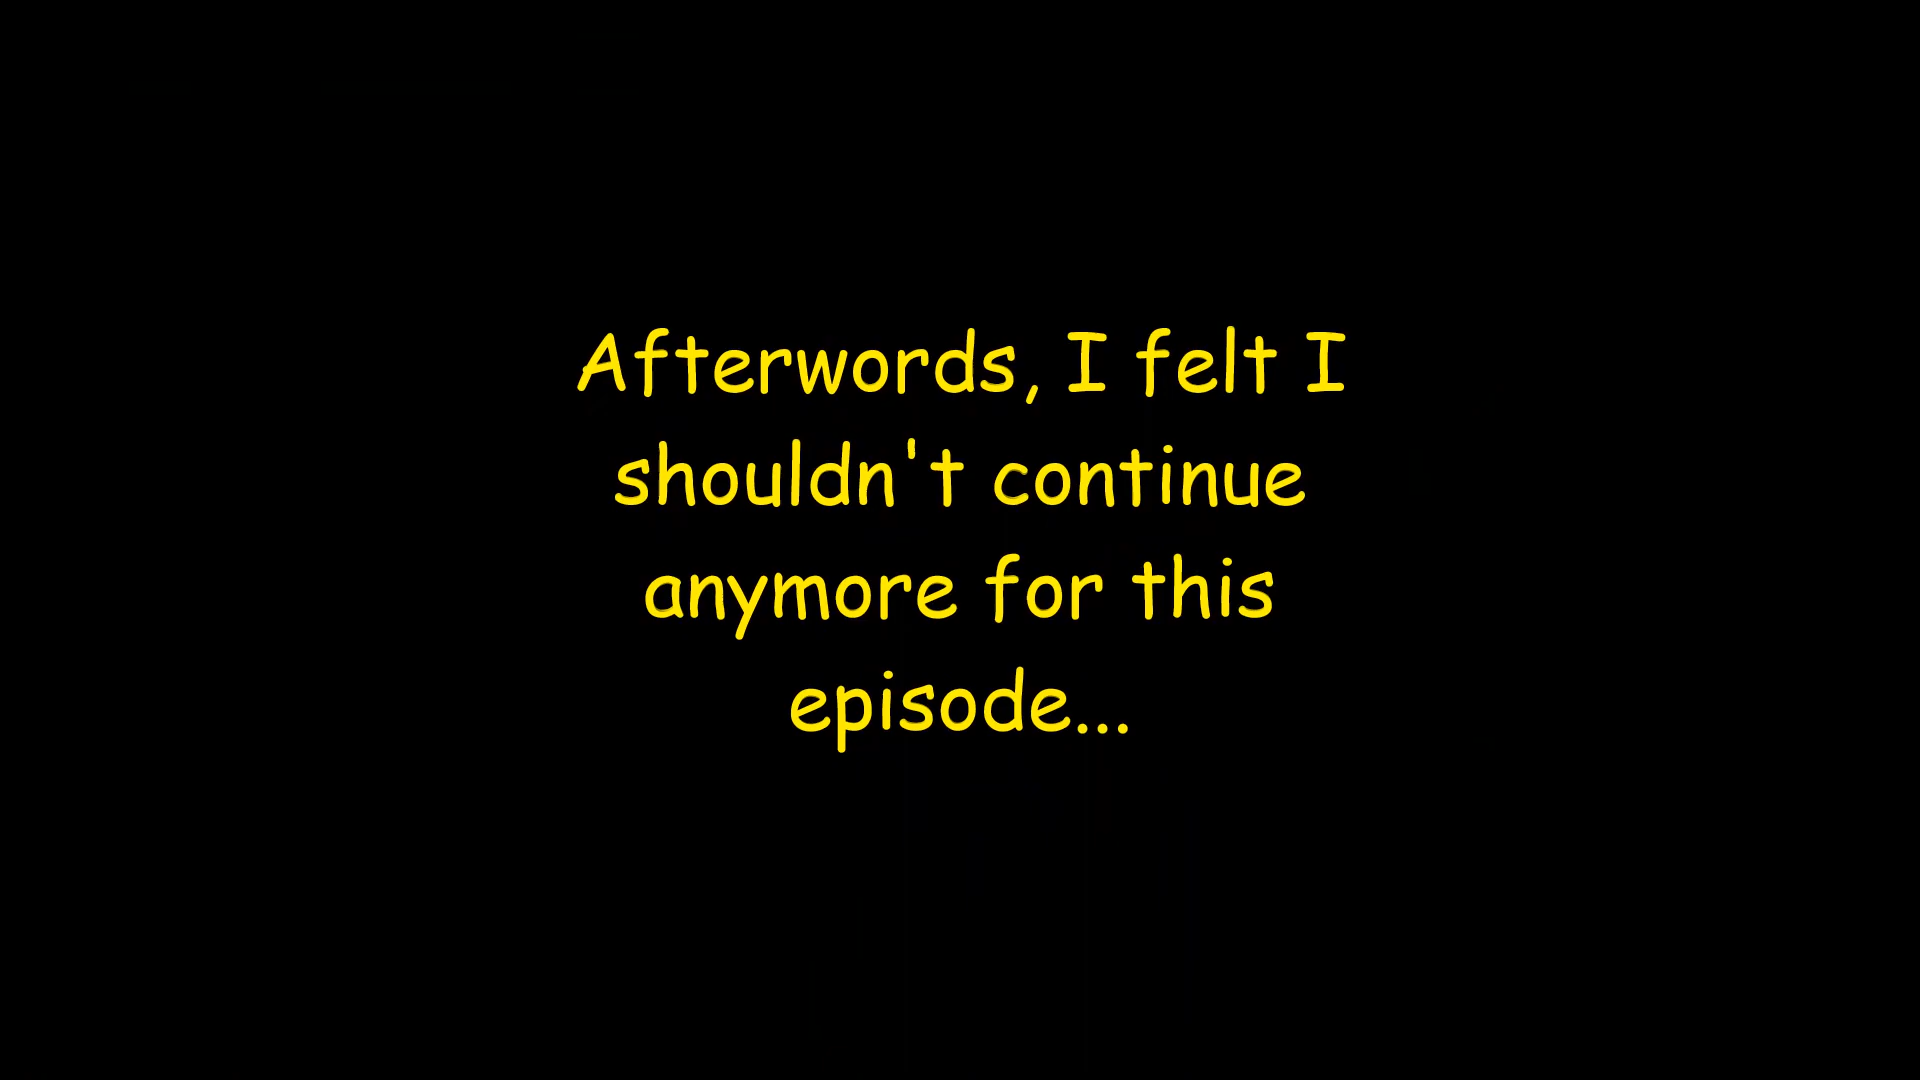 Afterwords, I felt I
shouldn't continue
anymore for this
episode...